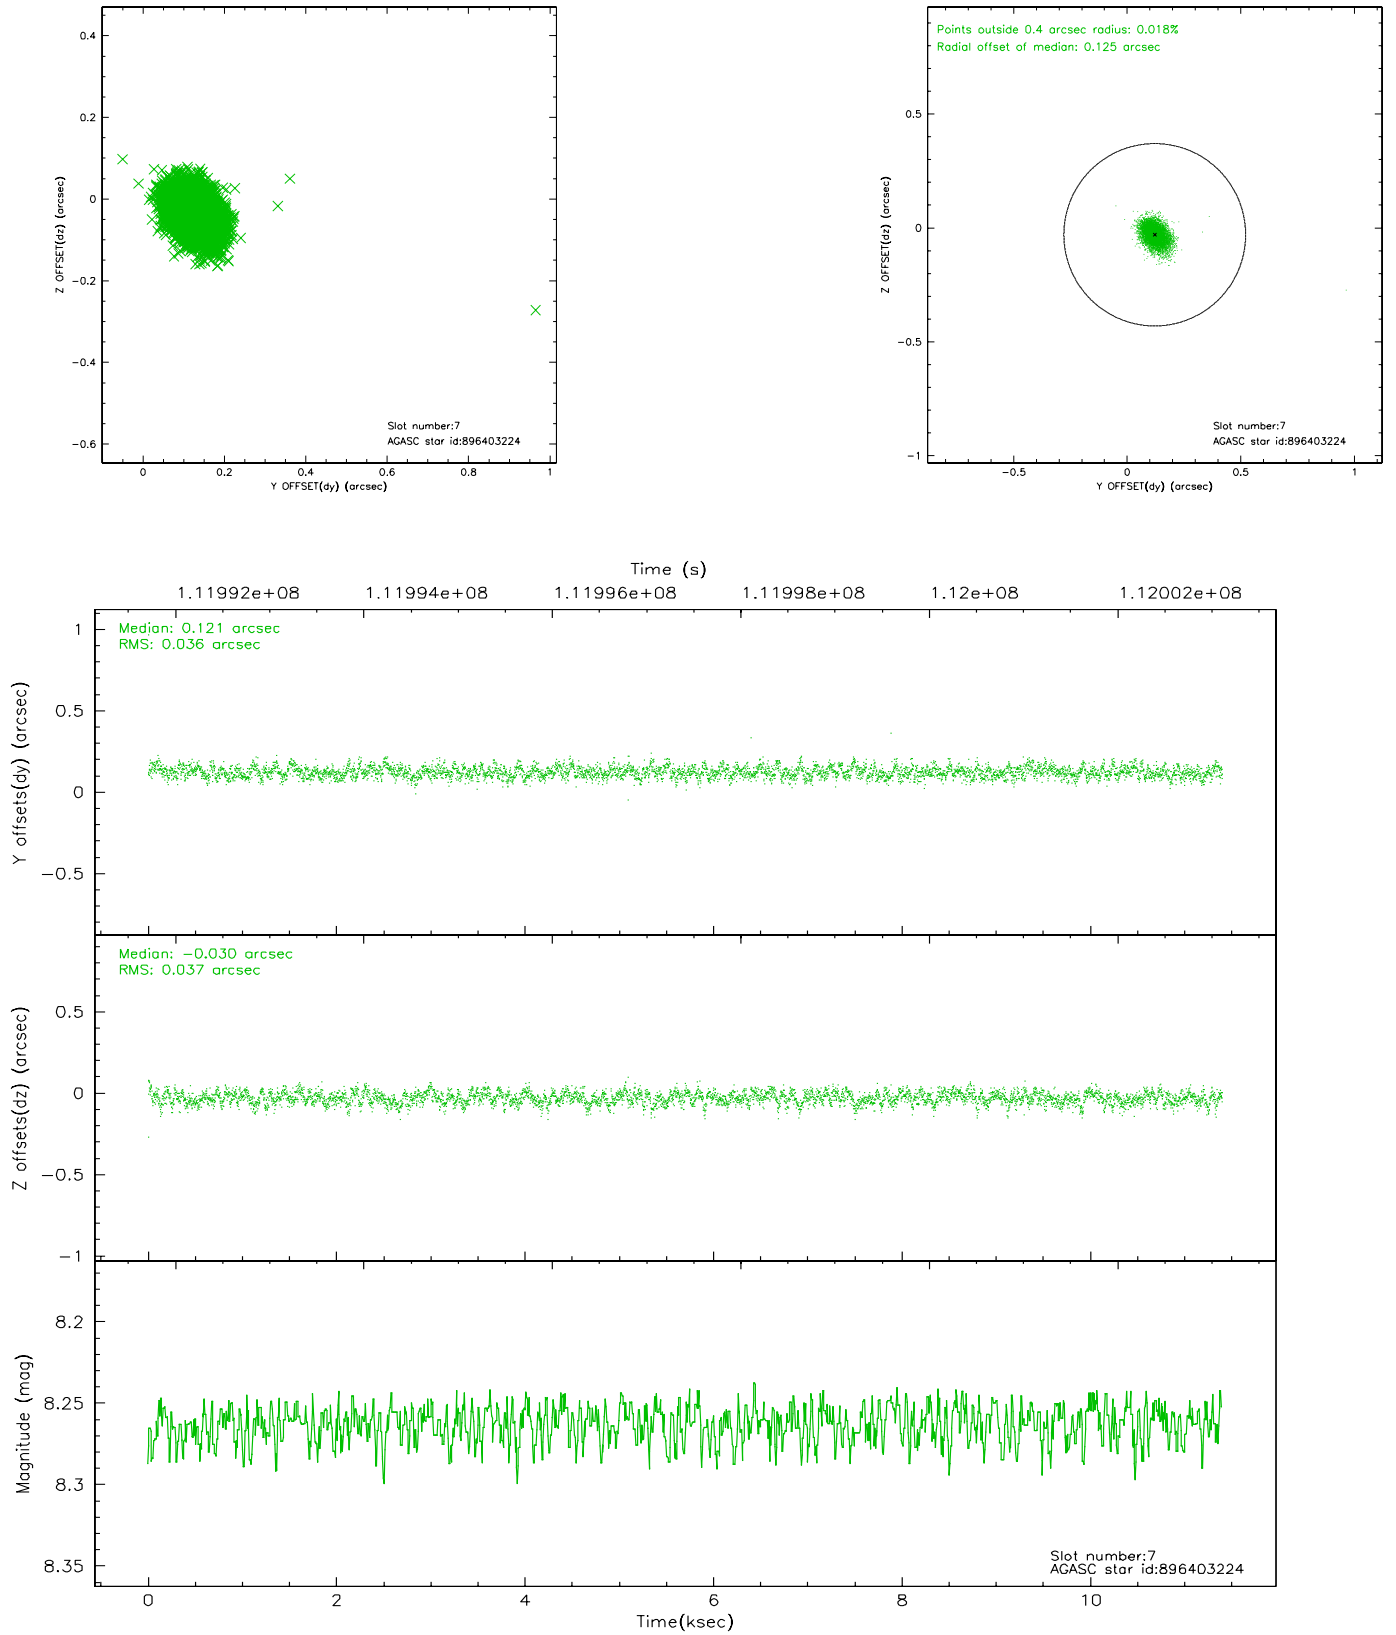 0.4
0.2
0
−0.2
−0.4
−0.6
Z OFFSET(dz) (arcsec)
Slot number:7
AGASC star id:896403224
0 0.2 0.4 0.6 0.8 1
Y OFFSET(dy) (arcsec)
Points outside 0.4 arcsec radius: 0.018%
Radial offset of median: 0.125 arcsec
0.5
0
−0.5
−1
Z OFFSET(dz) (arcsec)
Slot number:7
AGASC star id:896403224
−0.5 0 0.5 1
Y OFFSET(dy) (arcsec)
Time (s)
1.11992e+08 1.11994e+08 1.11996e+08 1.11998e+08 1.12e+08 1.12002e+08
Median: 0.121 arcsec
RMS: 0.036 arcsec
1
0.5
0
−0.5
Y offsets(dy) (arcsec)
Median: −0.030 arcsec
RMS: 0.037 arcsec
0.5
0
−0.5
−1
Z offsets(dz) (arcsec)
8.2
8.25
8.3
8.35
Magnitude (mag)
Slot number:7
AGASC star id:896403224
0 2 4 6 8 10
Time(ksec)